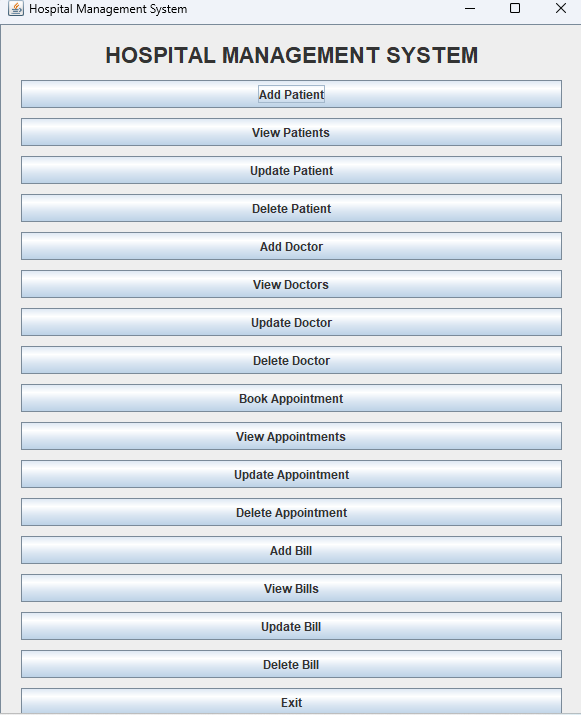 Hospital Management System
HOSPITAL MANAGEMENT SYSTEM
Add Patient
View Patients
Update Patient
Delete Patient
Add Doctor
View Doctors
Update Doctor
Delete Doctor
Book Appointment
View Appointments
Update Appointment
Delete Appointment
Add Bill
View Bills
Update Bill
Delete Bill
Exit